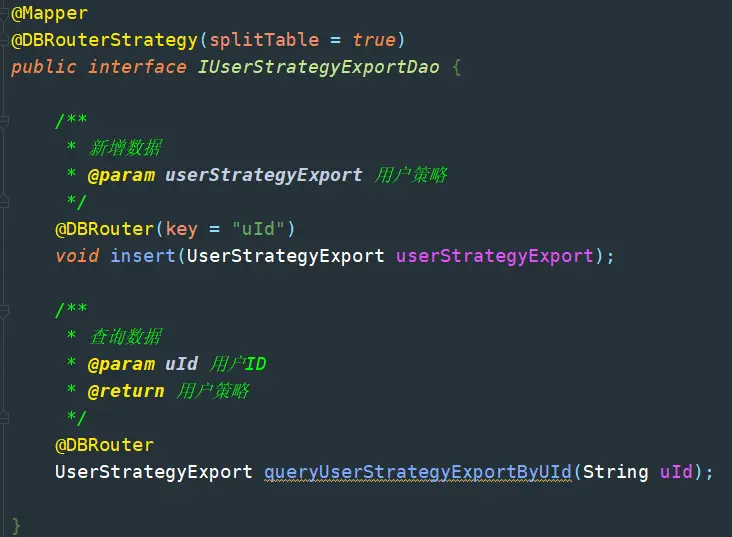 @Mapper
@DBRouterStrategy(splitTable = true)
public interface IUserStrategyExportDao {
/**
* 新增数据
* @param userStrategyExport 用户策略
*/
@DBRouter(key = "uId")
void insert(UserStrategyExport userStrategyExport);
/**
* 查询数据
* @param uId 用户ID
* @return 用户策略
*/
@DBRouter
UserStrategyExport queryUserStrategyExportByUId(String uId);
}